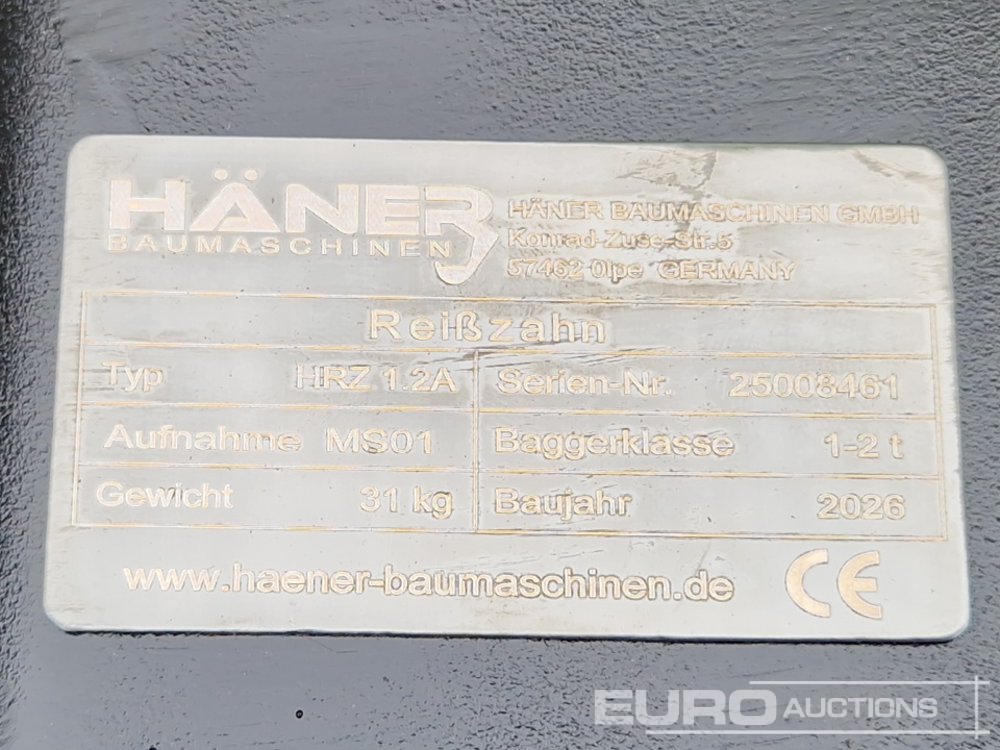 HÄNER
BAUMASCHINEN
HÄNER BAUMASCHINEN GMBH
Konrad-Zuse-Str.5
57462 Olpe GERMANY
Reißzahn
Typ HRZ 1.2A Serien-Nr. 25003461
Aufnahme MS01 Baggerklasse 1-2 t
Gewicht 31 kg Baujahr 2026
www.haener-baumaschinen.de CE
EURO AUCTIONS